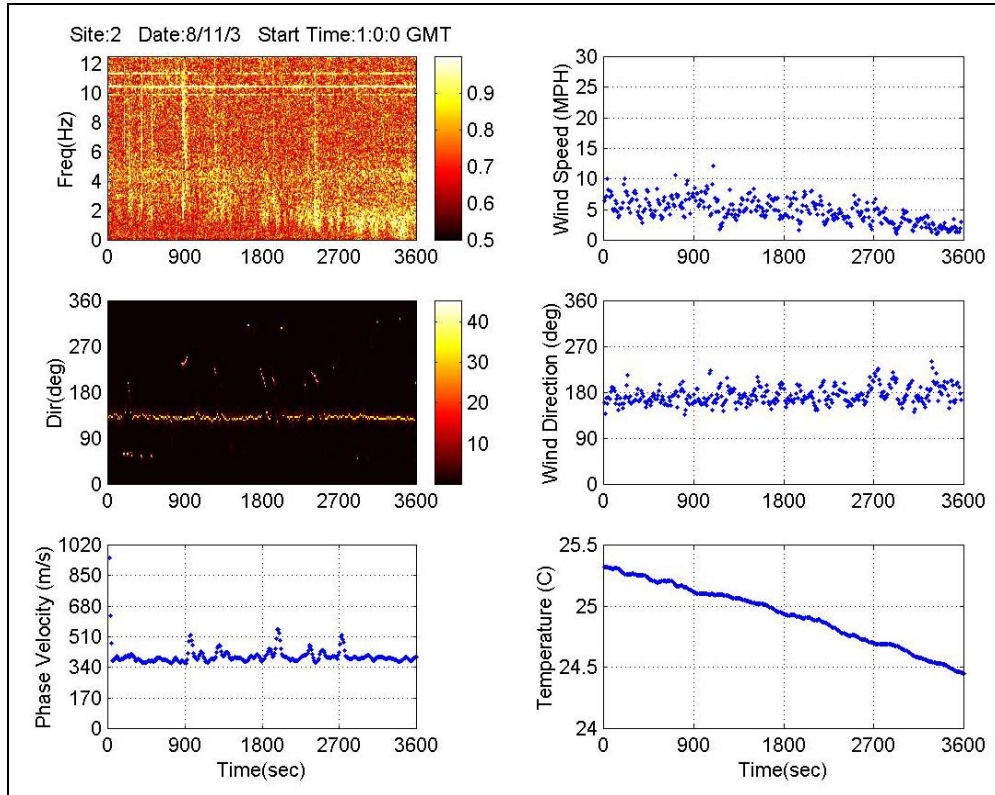 Site:2 Date:8/11/3 Start Time:1:0:0 GMT
Freq(Hz)
12
10
8
6
4
2
0
0 900 1800 2700 3600
0.9
0.8
0.7
0.6
0.5
Wind Speed (MPH)
30
25
20
15
10
5
0
0 900 1800 2700 3600
Dir(deg)
360
270
180
90
0
0 900 1800 2700 3600
40
30
20
10
Wind Direction (deg)
360
270
180
90
0
0 900 1800 2700 3600
Phase Velocity (m/s)
1020
850
680
510
340
170
0
0 900 1800 2700 3600
Time(sec)
Temperature (C)
25.5
25
24.5
24
0 900 1800 2700 3600
Time(sec)